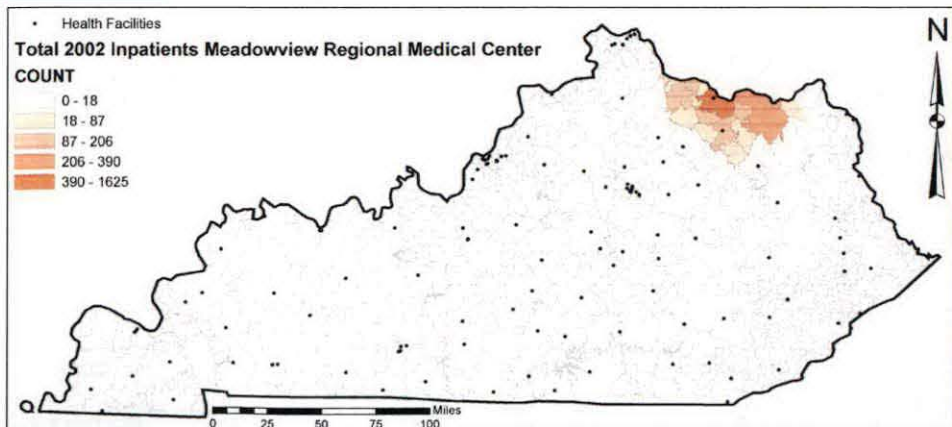 Health Facilities
Total 2002 Inpatients Meadowview Regional Medical Center
COUNT
0 - 18
18 - 87
87 - 206
206 - 390
390 - 1625
N
Miles
0 25 50 75 100